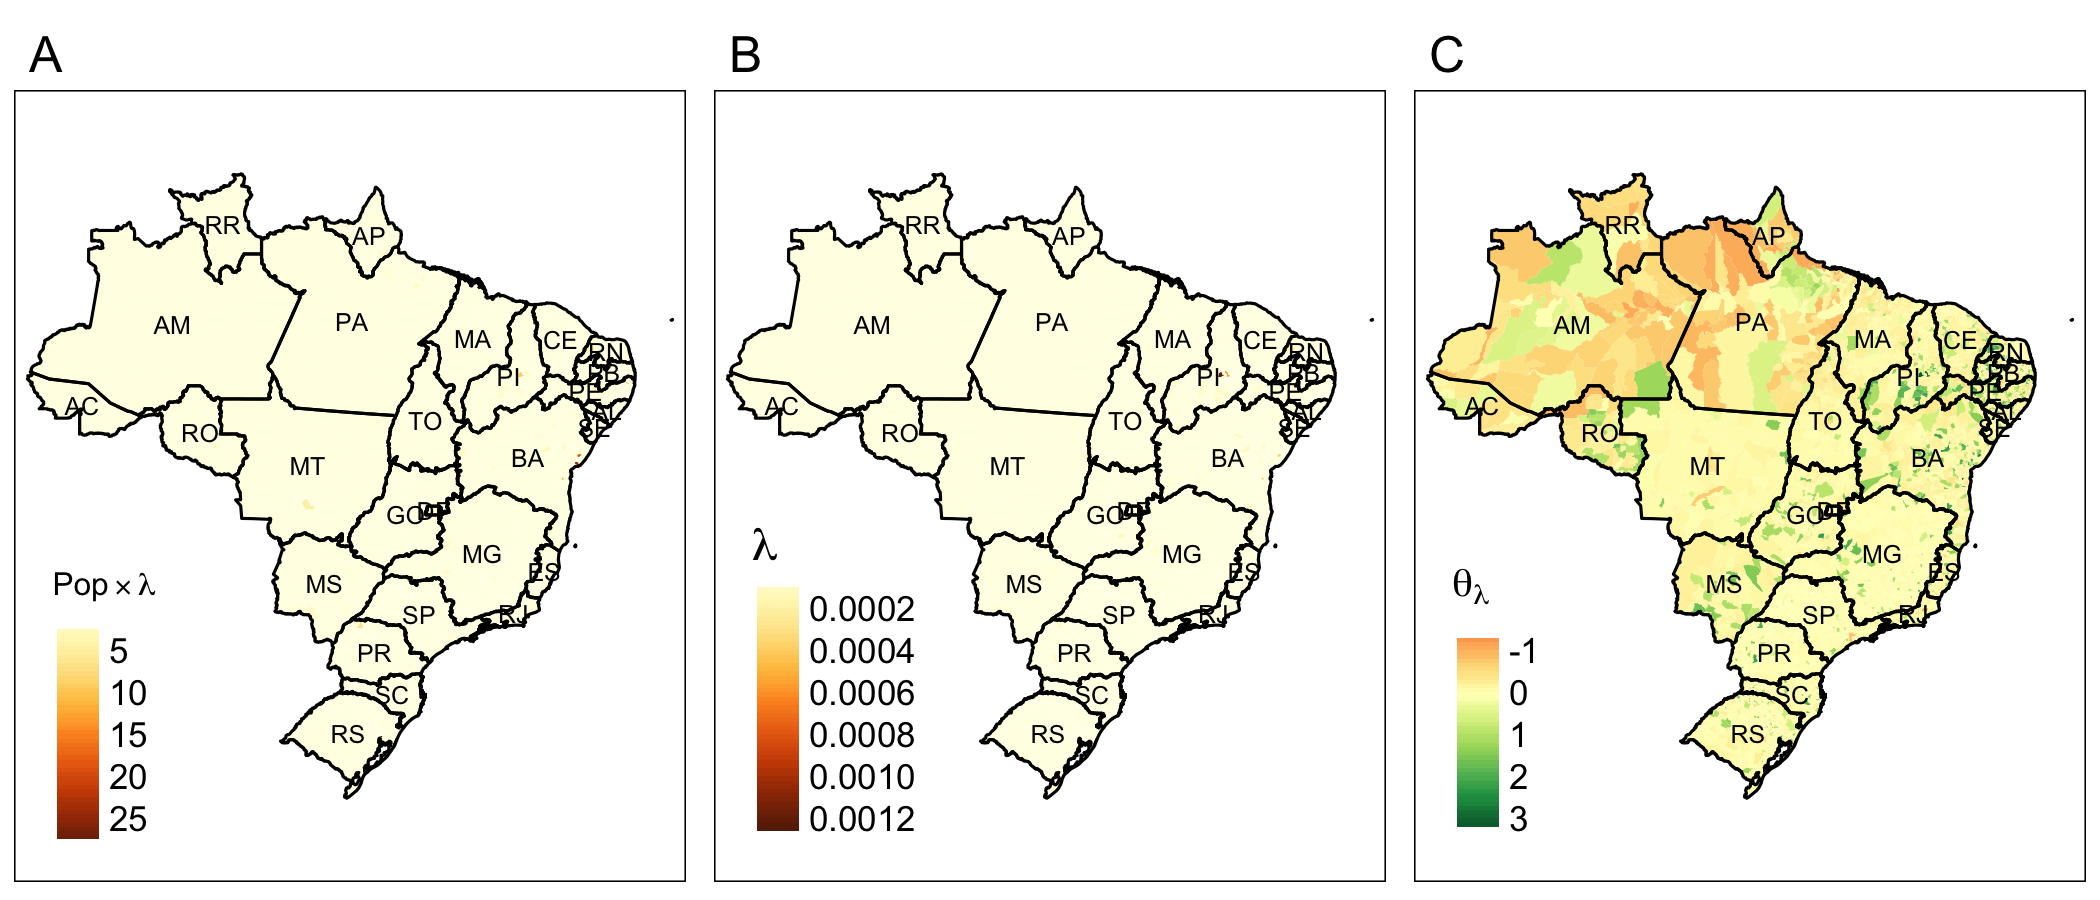 A
RR
AP
AM
PA
MA
CE
RN
PB
PI
PE
AC
AL
TO
SE
RO
BA
MT
GO
DF
MG
ES
MS
SP
RJ
PR
SC
RS
Pop × λ
5
10
15
20
25
B
RR
AP
AM
PA
MA
CE
RN
PB
PI
PE
AC
AL
TO
SE
RO
BA
MT
GO
DF
MG
ES
MS
SP
RJ
PR
SC
RS
λ
0.0002
0.0004
0.0006
0.0008
0.0010
0.0012
C
RR
AP
AM
PA
MA
CE
RN
PB
PI
PE
AC
AL
TO
SE
RO
BA
MT
GO
DF
MG
ES
MS
SP
RJ
PR
SC
RS
θλ
-1
0
1
2
3